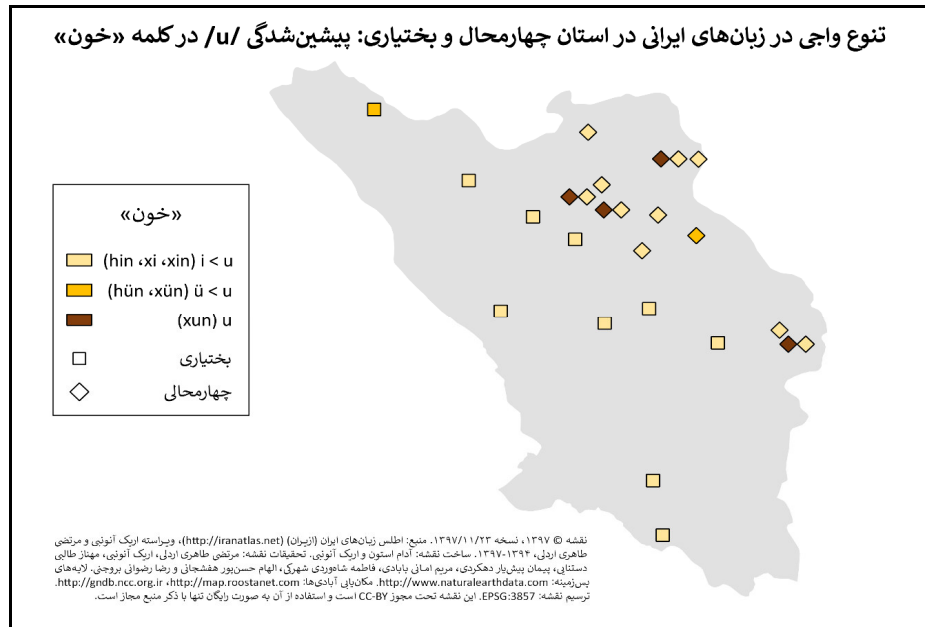 تنوع واجی در زبان‌های ایرانی در استان چهارمحال و بختیاری: پیشین‌شدگی /u/ در کلمه «خون»
«خون»
(hin ،xi ،xin) i < u
(hün ،xün) ü < u
(xun) u
بختیاری
چهارمحالی
نقشه © ۱۳۹۷، نسخه ۱۳۹۷/۱۱/۲۳. منبع: اطلس زبان‌های ایران (ازیران) (http://iranatlas.net)، ویراسته اریک آنونبی و مرتضی
طاهری اردلی، ۱۳۹۴-۱۳۹۷. ساخت نقشه: آدام استون و اریک آنونبی. تحقیقات نقشه: مرتضی طاهری اردلی، اریک آنونبی، مهناز طالبی
دستنایی، پیمان پیش‌یار دهکردی، مریم امانی بابادی، فاطمه شاه‌وردی شهرکی، الهام حسن‌پور هفشجانی و رضا رضوانی بروجنی. لایه‌های
پس‌زمینه: http://www.naturalearthdata.com. مکان‌یابی آبادی‌ها: http://map.roostanet.com، http://gndb.ncc.org.ir.
ترسیم نقشه: EPSG:3857. این نقشه تحت مجوز CC-BY است و استفاده از آن به صورت رایگان تنها با ذکر منبع مجاز است.